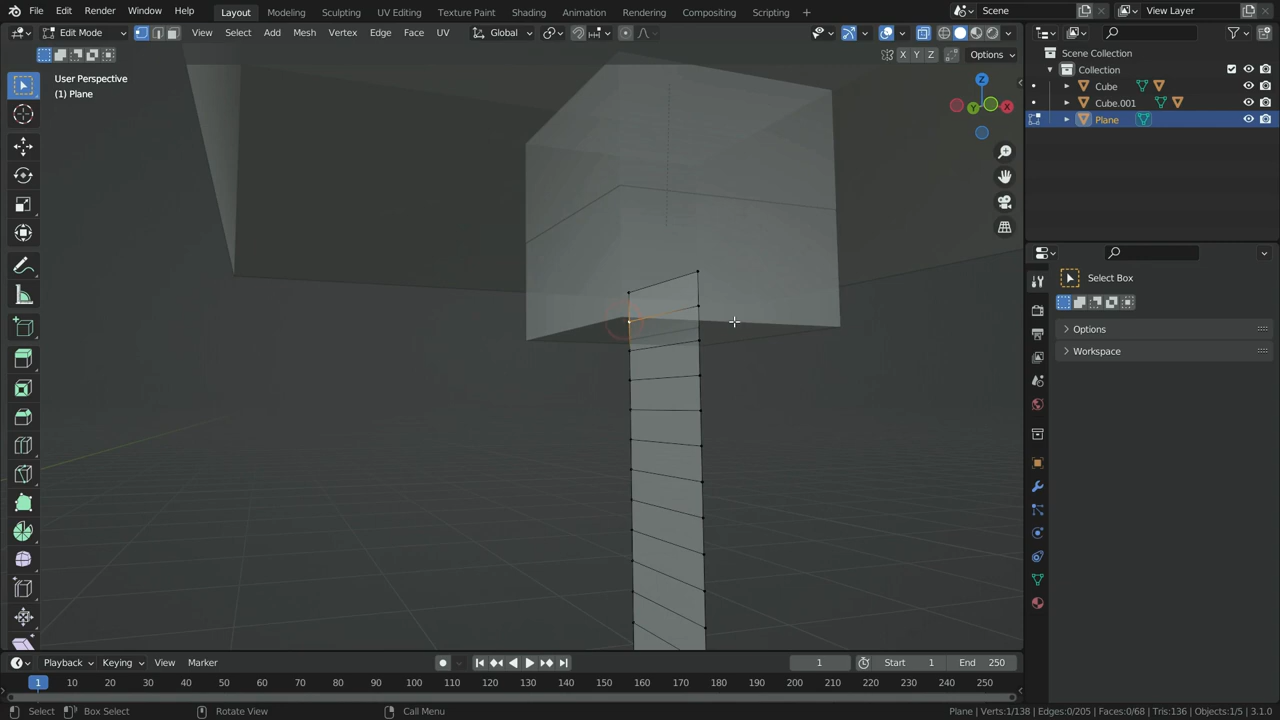 File Edit Render Window Help Layout Modeling Sculpting UV Editing Texture Paint Shading Animation Rendering Compositing Scripting + Scene View Layer
Edit Mode View Select Add Mesh Vertex Edge Face UV Global
X Y Z Options
User Perspective
(1) Plane
Z
Y
X
Scene Collection
Collection
Cube
Cube.001
Plane
Select Box
Options
Workspace
Playback Keying View Marker 1 Start 1 End 250
1 10 20 30 40 50 60 70 80 90 100 110 120 130 140 150 160 170 180 190 200 210 220 230 240 250
Select Box Select Rotate View Call Menu Plane | Verts:1/138 | Edges:0/205 | Faces:0/68 | Tris:136 | Objects:1/5 | 3.1.0